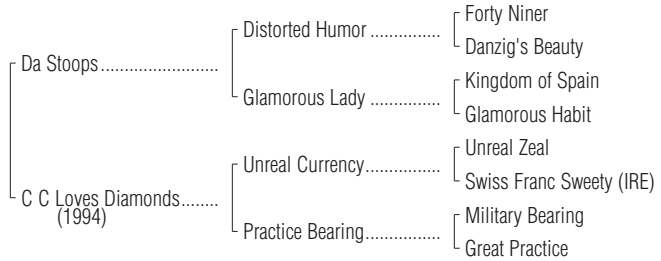 Forty Niner
Distorted Humor ................
Danzig's Beauty
Da Stoops.........................
Kingdom of Spain
Glamorous Lady ................
Glamorous Habit
Unreal Zeal
Unreal Currency..................
Swiss Franc Sweety (IRE)
C C Loves Diamonds........
(1994)
Military Bearing
Practice Bearing..................
Great Practice